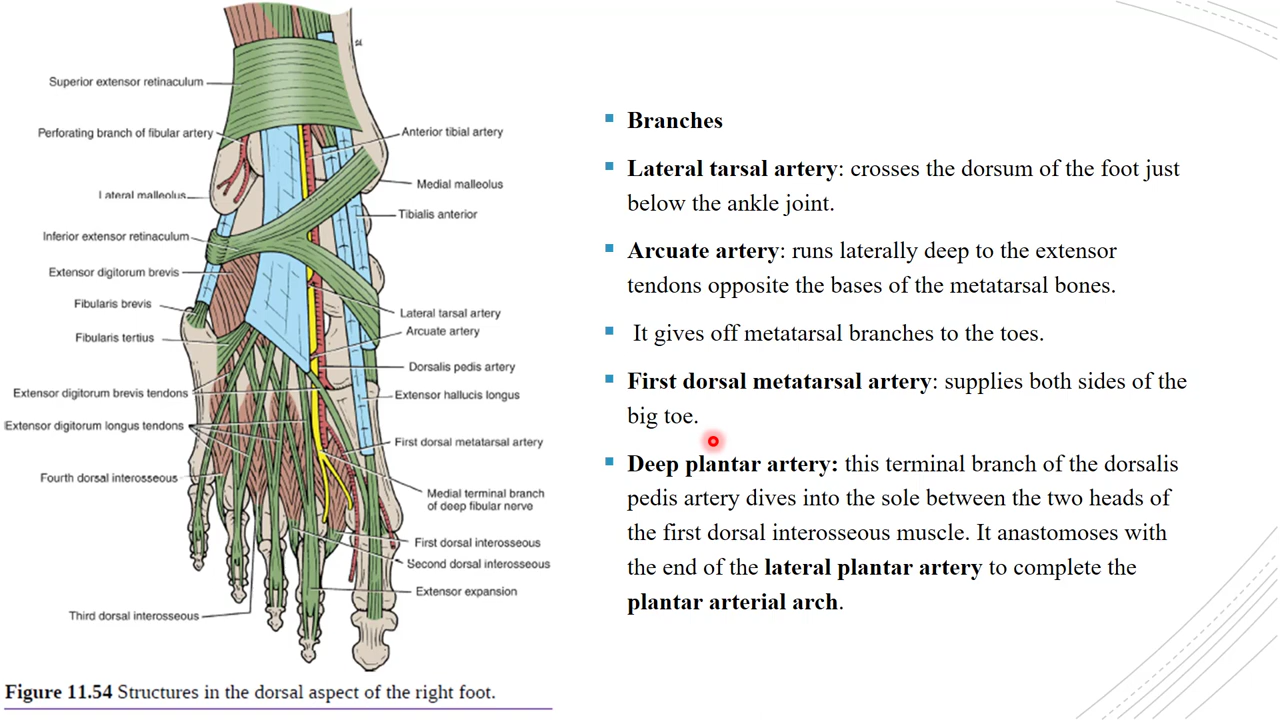 Superior extensor retinaculum
Perforating branch of fibular artery
Lateral malleolus
Inferior extensor retinaculum
Extensor digitorum brevis
Fibularis brevis
Fibularis tertius
Extensor digitorum brevis tendons
Extensor digitorum longus tendons
Fourth dorsal interosseous
Third dorsal interosseous
Anterior tibial artery
Medial malleolus
Tibialis anterior
Lateral tarsal artery
Arcuate artery
Dorsalis pedis artery
Extensor hallucis longus
First dorsal metatarsal artery
Medial terminal branch
of deep fibular nerve
First dorsal interosseous
Second dorsal interosseous
Extensor expansion
Figure 11.54 Structures in the dorsal aspect of the right foot.
Branches
Lateral tarsal artery: crosses the dorsum of the foot just
below the ankle joint.
Arcuate artery: runs laterally deep to the extensor
tendons opposite the bases of the metatarsal bones.
It gives off metatarsal branches to the toes.
First dorsal metatarsal artery: supplies both sides of the
big toe.
Deep plantar artery: this terminal branch of the dorsalis
pedis artery dives into the sole between the two heads of
the first dorsal interosseous muscle. It anastomoses with
the end of the lateral plantar artery to complete the
plantar arterial arch.